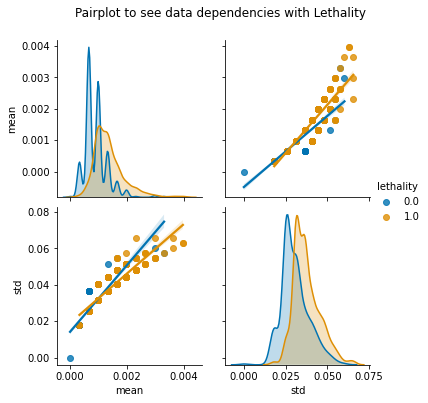 Pairplot to see data dependencies with Lethality
0.004
0.003
0.002
0.001
0.000
mean
lethality
0.0
1.0
0.08
0.06
0.04
0.02
0.00
std
0.000 0.002 0.004
mean
0.000 0.025 0.050 0.075
std